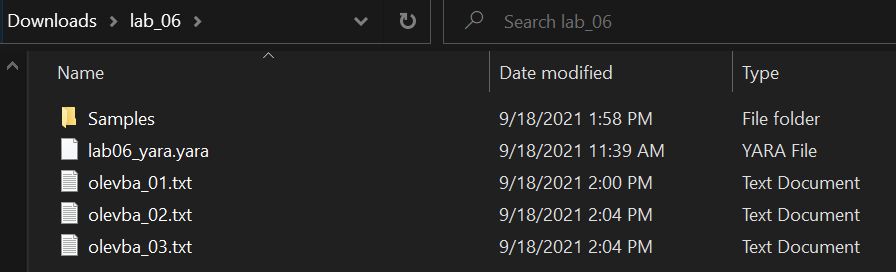 Downloads lab_06 Search lab_06
Name Date modified Type
Samples 9/18/2021 1:58 PM File folder
lab06_yara.yara 9/18/2021 11:39 AM YARA File
olevba_01.txt 9/18/2021 2:00 PM Text Document
olevba_02.txt 9/18/2021 2:04 PM Text Document
olevba_03.txt 9/18/2021 2:04 PM Text Document